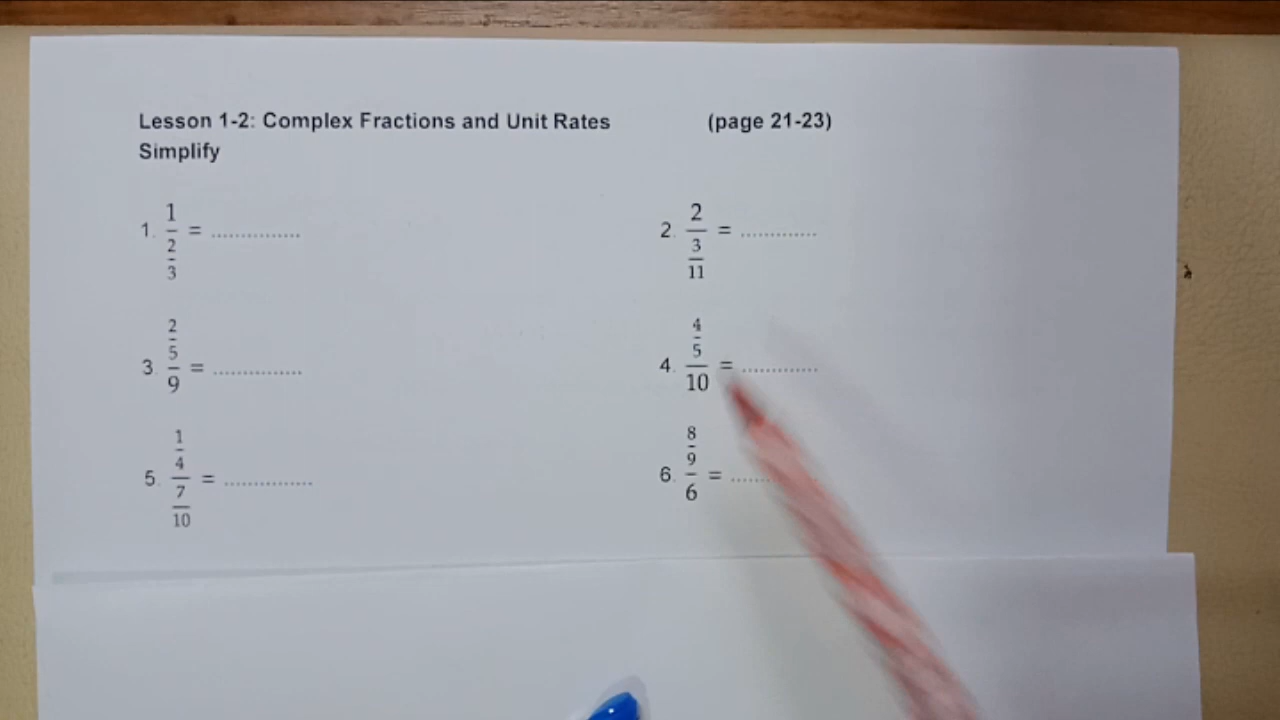 Lesson 1-2: Complex Fractions and Unit Rates (page 21-23)
Simplify
1. 1/(2/3) = ...............
2. 2/(3/11) = .............
3. (2/5)/9 = ...............
4. (4/5)/10 = .............
5. (1/4)/(7/10) = ...............
6. (8/9)/6 = .......